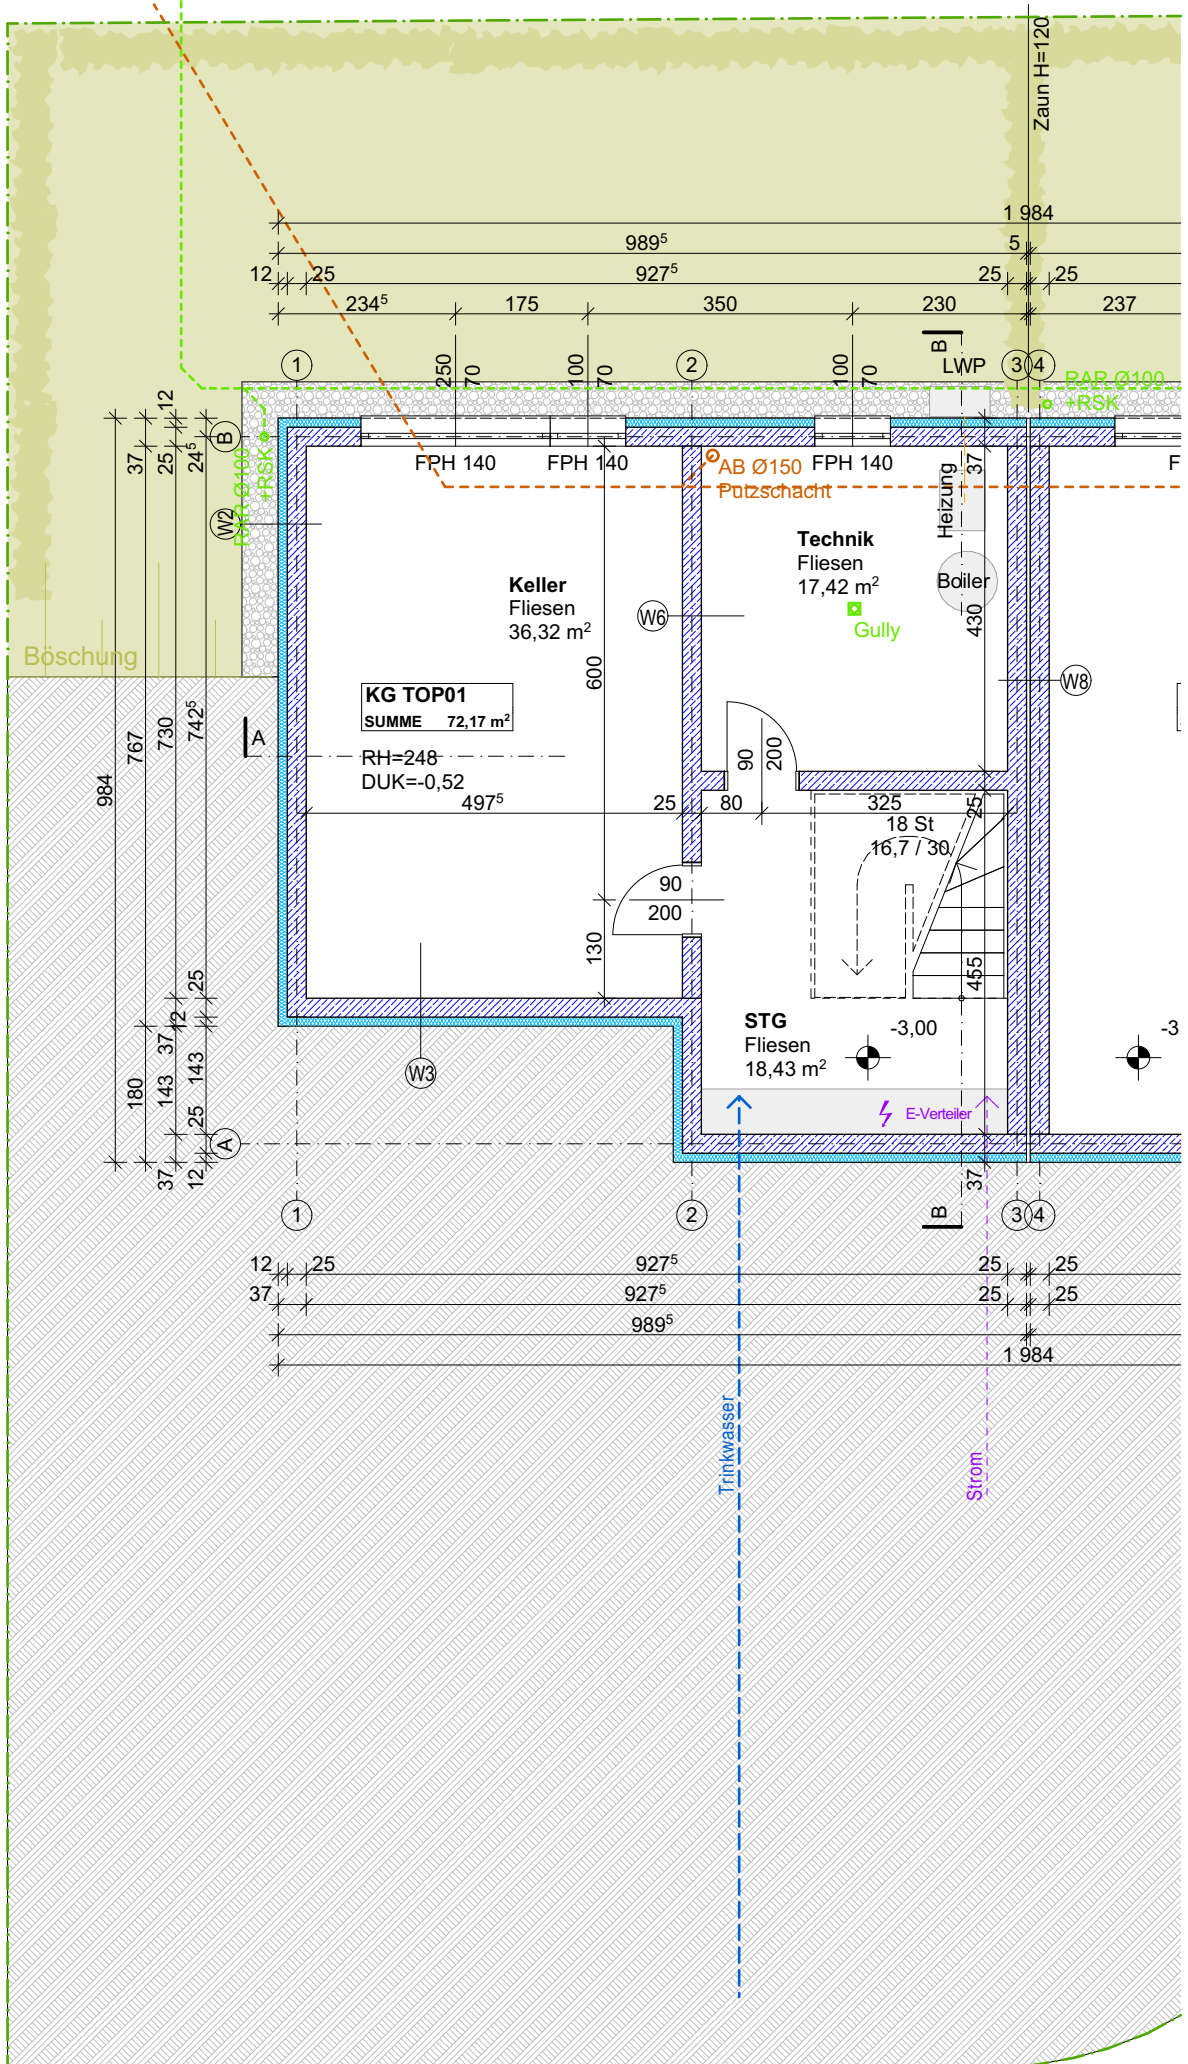 Zaun H=120
1 984
989⁵
5
12
25
927⁵
25
25
234⁵
175
350
230
237
B
1
250
70
100
70
2
100
70
LWP
3
4
RAR Ø100
+RSK
12
B
37
25
24⁵
RAR Ø100
+RSK
FPH 140
FPH 140
AB Ø150
Putzschacht
FPH 140
37
F
Heizung
W2
Technik
Fliesen
17,42 m²
Boiler
Keller
Fliesen
36,32 m²
W6
Gully
430
Böschung
600
W8
KG TOP01
SUMME 72,17 m²
A
RH=248
DUK=-0,52
984
767
730
742⁵
90
200
497⁵
25
80
325
25
18 St
16,7 / 30
90
200
130
455
25
12
37
STG
Fliesen
18,43 m²
-3,00
-3
W3
180
143
143
E-Verteiler
25
A
37
12
37
1
2
B
3
4
12
25
927⁵
25
25
37
927⁵
25
25
989⁵
1 984
Trinkwasser
Strom